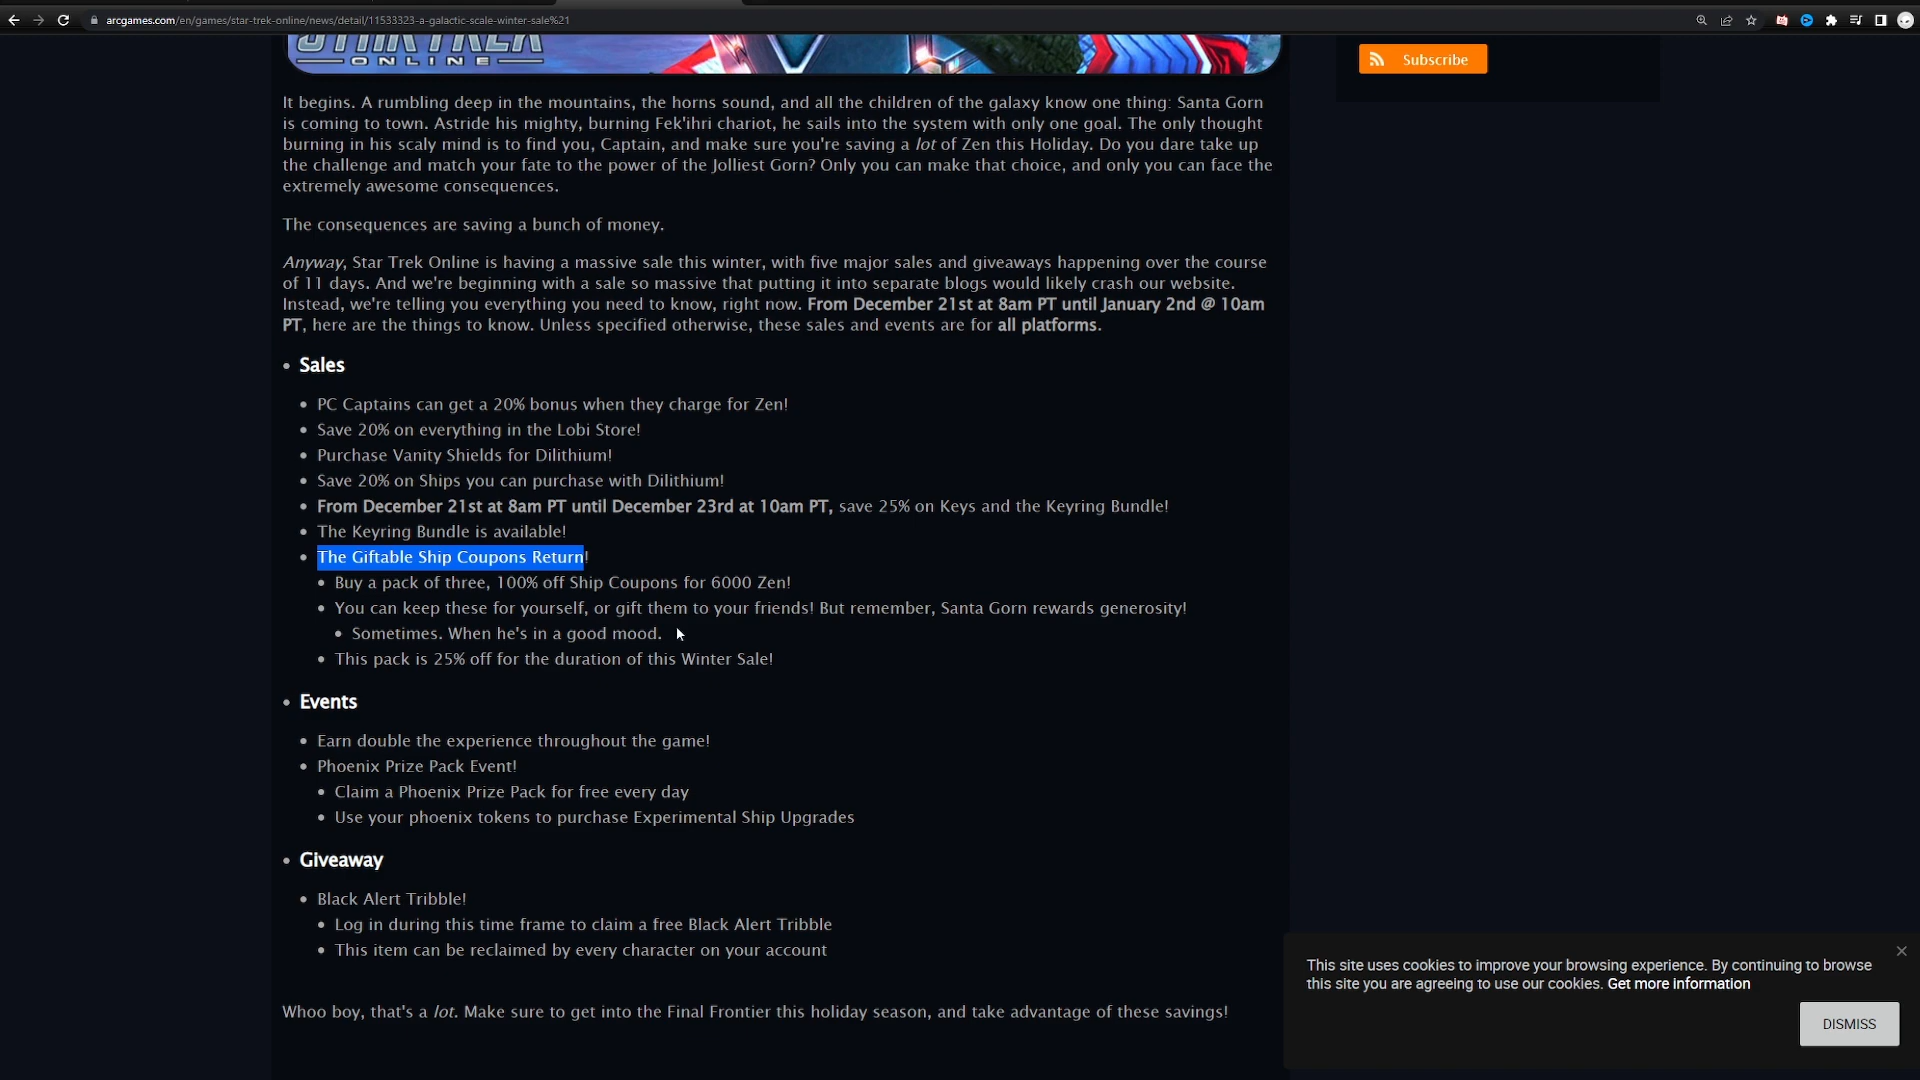 arcgames.com/en/games/star-trek-online/news/detail/11533323-a-galactic-scale-winter-sale%21
STAR TREK
ONLINE
Subscribe
It begins. A rumbling deep in the mountains, the horns sound, and all the children of the galaxy know one thing: Santa Gorn
is coming to town. Astride his mighty, burning Fek'ihri chariot, he sails into the system with only one goal. The only thought
burning in his scaly mind is to find you, Captain, and make sure you're saving a lot of Zen this Holiday. Do you dare take up
the challenge and match your fate to the power of the Jolliest Gorn? Only you can make that choice, and only you can face the
extremely awesome consequences.
The consequences are saving a bunch of money.
Anyway, Star Trek Online is having a massive sale this winter, with five major sales and giveaways happening over the course
of 11 days. And we're beginning with a sale so massive that putting it into separate blogs would likely crash our website.
Instead, we're telling you everything you need to know, right now. From December 21st at 8am PT until January 2nd @ 10am
PT, here are the things to know. Unless specified otherwise, these sales and events are for all platforms.
• Sales
• PC Captains can get a 20% bonus when they charge for Zen!
• Save 20% on everything in the Lobi Store!
• Purchase Vanity Shields for Dilithium!
• Save 20% on Ships you can purchase with Dilithium!
• From December 21st at 8am PT until December 23rd at 10am PT, save 25% on Keys and the Keyring Bundle!
• The Keyring Bundle is available!
• The Giftable Ship Coupons Return!
• Buy a pack of three, 100% off Ship Coupons for 6000 Zen!
• You can keep these for yourself, or gift them to your friends! But remember, Santa Gorn rewards generosity!
• Sometimes. When he's in a good mood.
• This pack is 25% off for the duration of this Winter Sale!
• Events
• Earn double the experience throughout the game!
• Phoenix Prize Pack Event!
• Claim a Phoenix Prize Pack for free every day
• Use your phoenix tokens to purchase Experimental Ship Upgrades
• Giveaway
• Black Alert Tribble!
• Log in during this time frame to claim a free Black Alert Tribble
• This item can be reclaimed by every character on your account
Whoo boy, that's a lot. Make sure to get into the Final Frontier this holiday season, and take advantage of these savings!
This site uses cookies to improve your browsing experience. By continuing to browse
this site you are agreeing to use our cookies. Get more information
DISMISS